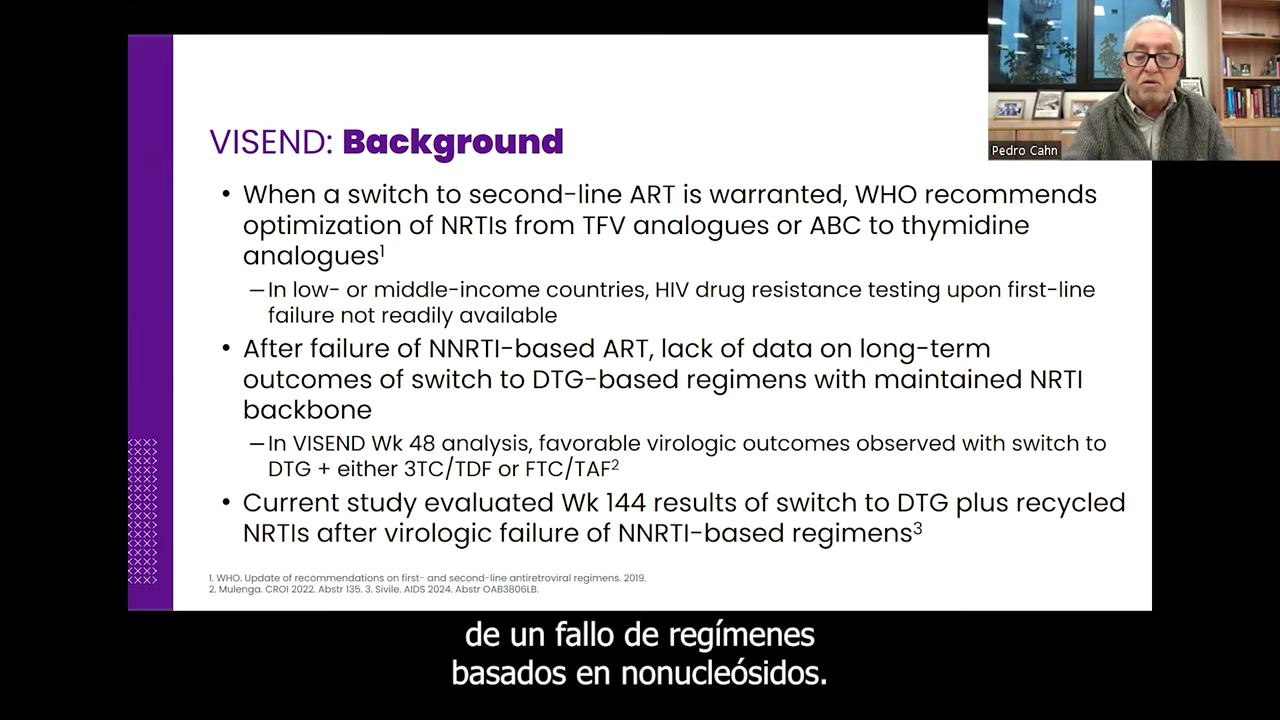 Pedro Cahn
VISEND: Background
• When a switch to second-line ART is warranted, WHO recommends
optimization of NRTIs from TFV analogues or ABC to thymidine
analogues¹
– In low- or middle-income countries, HIV drug resistance testing upon first-line
failure not readily available
• After failure of NNRTI-based ART, lack of data on long-term
outcomes of switch to DTG-based regimens with maintained NRTI
backbone
– In VISEND Wk 48 analysis, favorable virologic outcomes observed with switch to
DTG + either 3TC/TDF or FTC/TAF²
• Current study evaluated Wk 144 results of switch to DTG plus recycled
NRTIs after virologic failure of NNRTI-based regimens³
1. WHO. Update of recommendations on first- and second-line antiretroviral regimens. 2019.
2. Mulenga. CROI 2022. Abstr 135. 3. Sivile. AIDS 2024. Abstr OAB3806LB.
de un fallo de regímenes
basados en nonucleósidos.